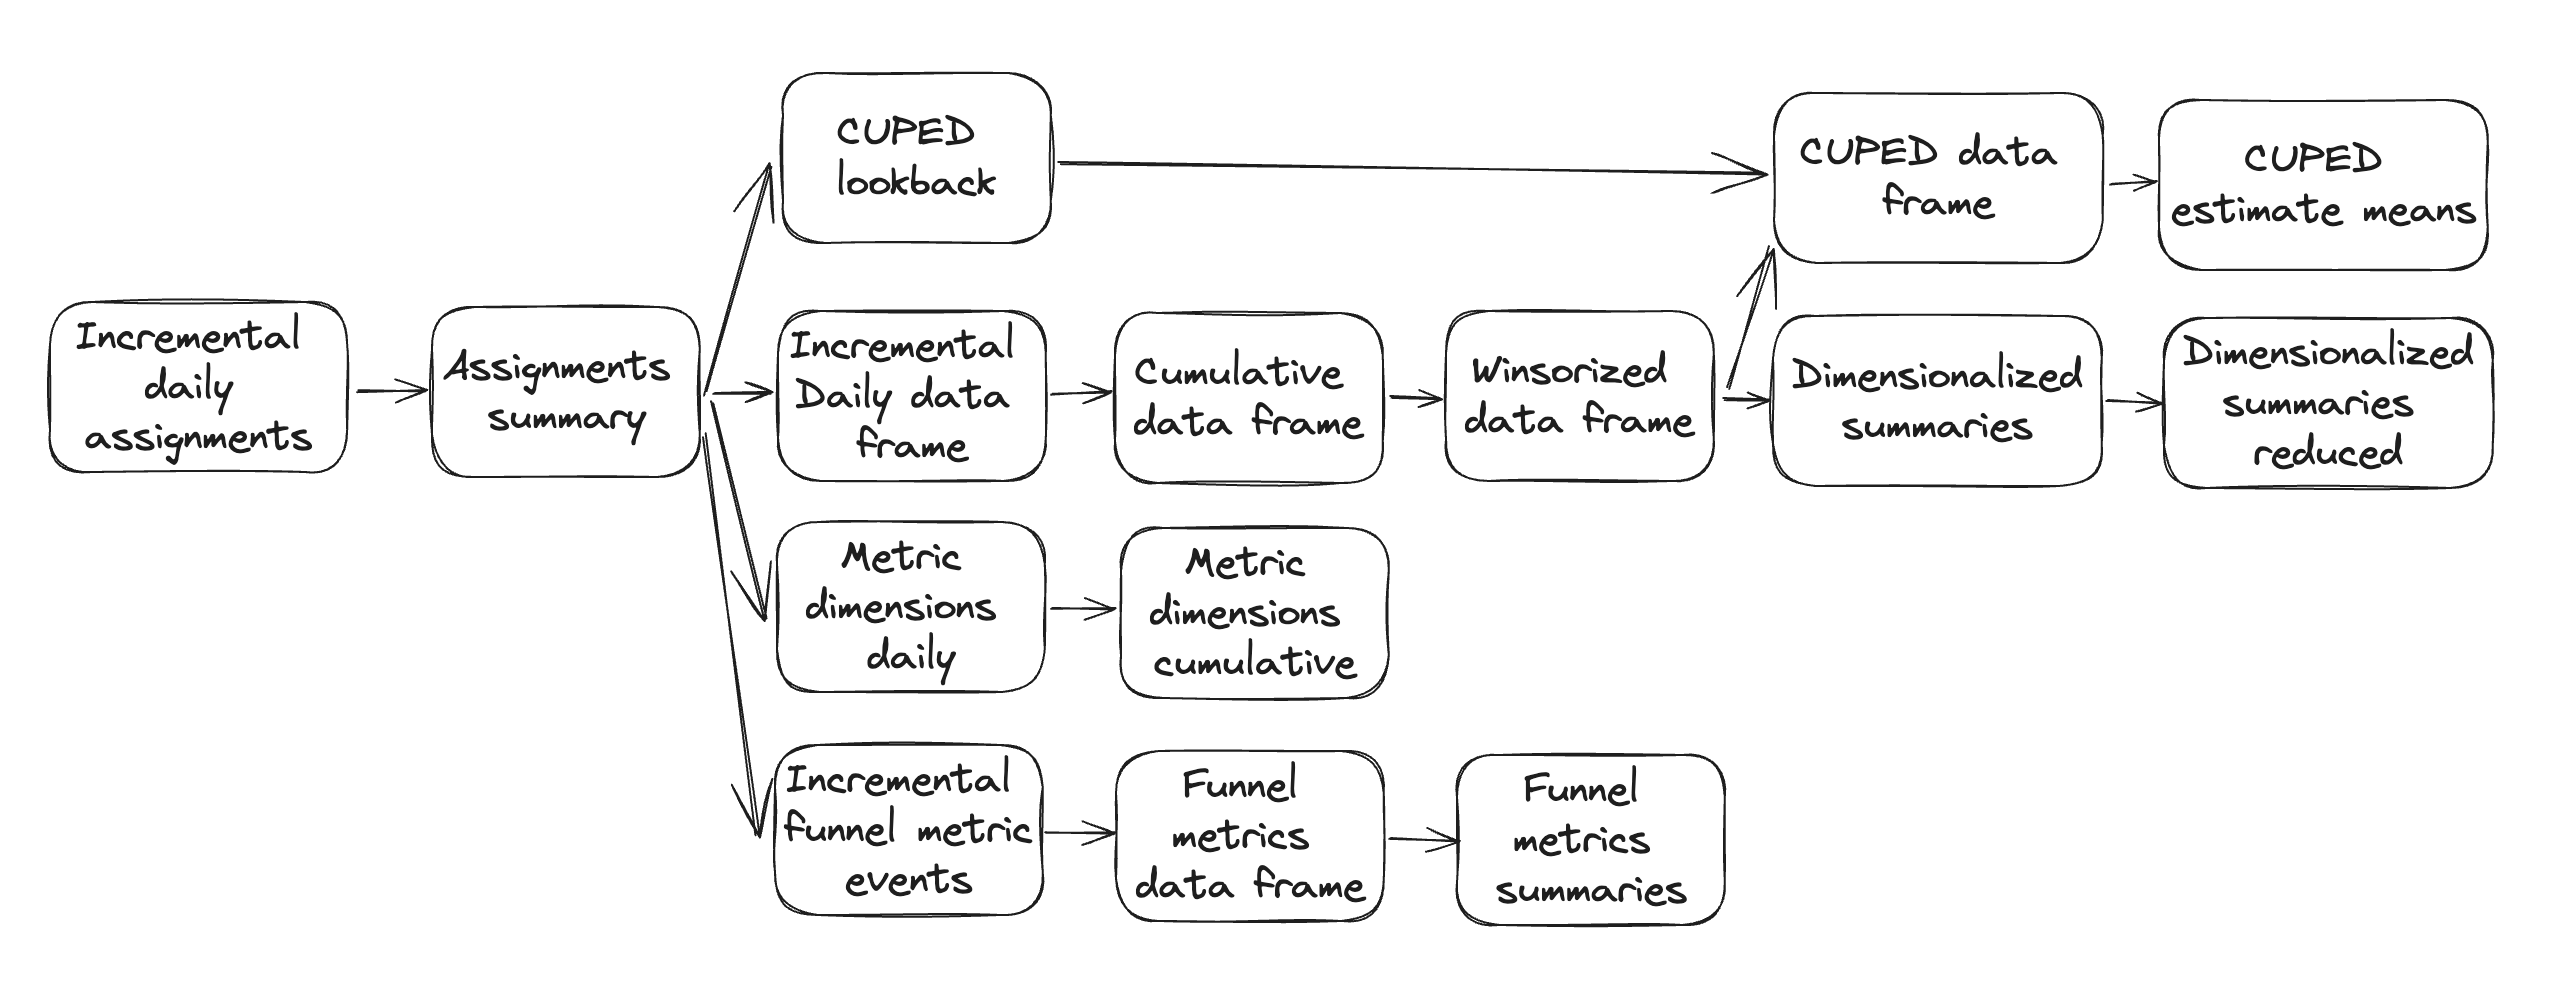 Incremental
daily
assignments
Assignments
summary
CUPED
lookback
Incremental
Daily data
frame
Cumulative
data frame
Winsorized
data frame
CUPED data
frame
CUPED
estimate means
Dimensionalized
summaries
Dimensionalized
summaries
reduced
Metric
dimensions
daily
Metric
dimensions
cumulative
Incremental
funnel metric
events
Funnel
metrics
data frame
Funnel
metrics
summaries